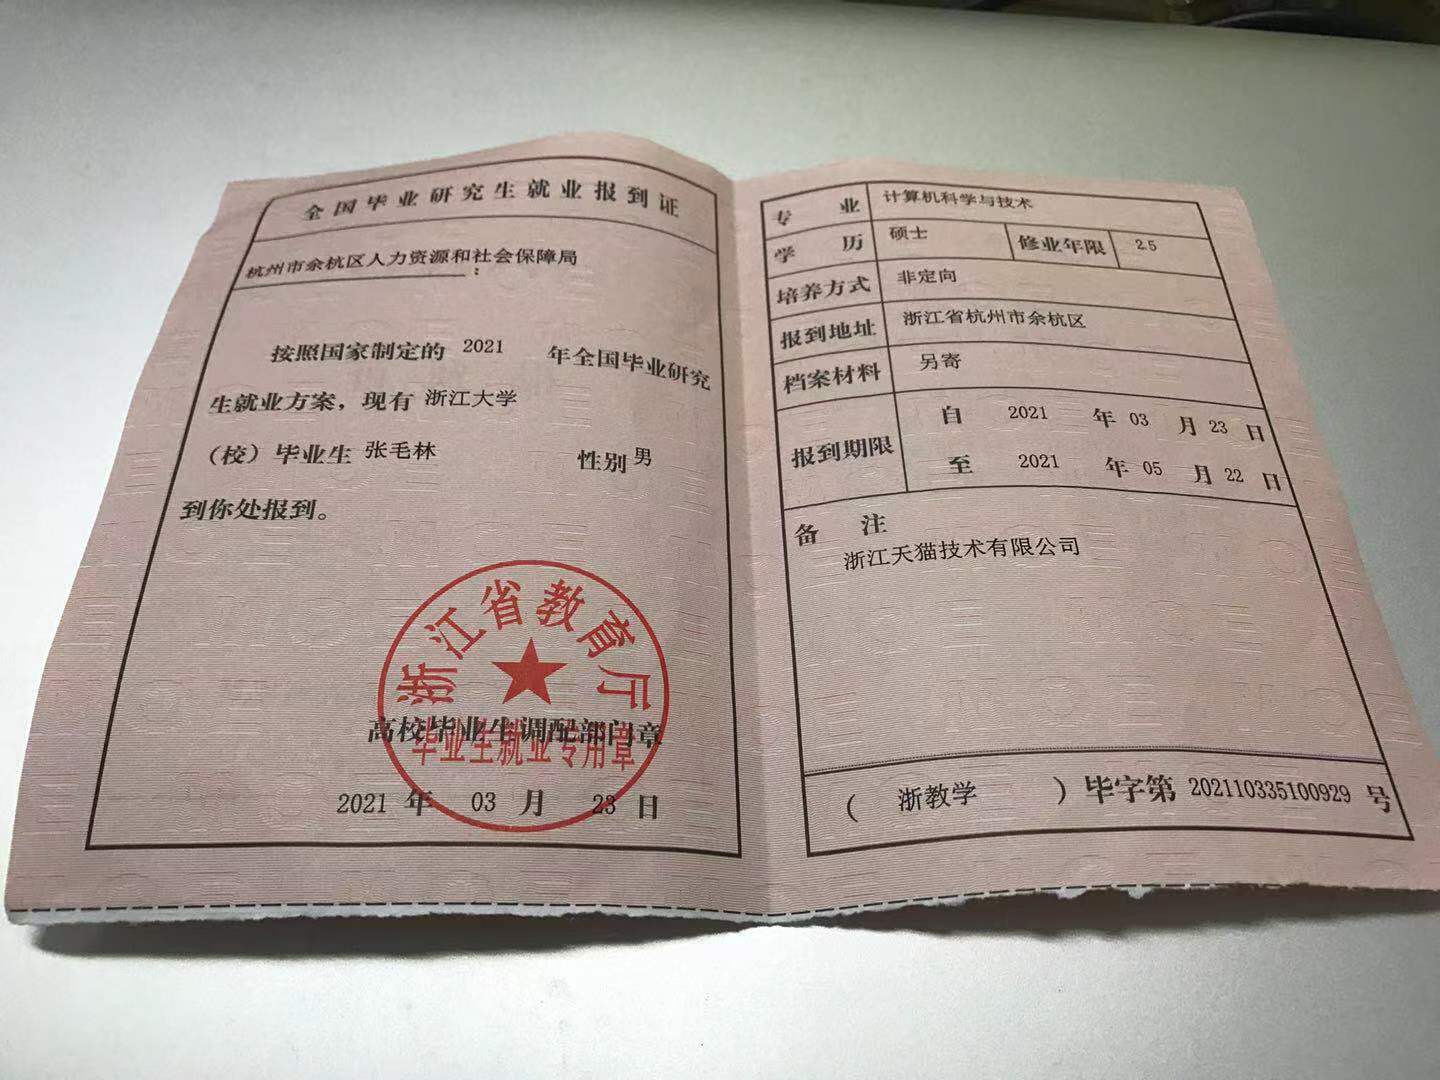 全国毕业研究生就业报到证
杭州市余杭区人力资源和社会保障局
：
按照国家制定的 2021 年全国毕业研究
生就业方案，现有 浙江大学
（校）毕业生 张毛林 性别 男
到你处报到。
浙江省教育厅
高校毕业生调配部门章
毕业生就业专用章
2021 年 03 月 23 日
专 业 计算机科学与技术
学 历 硕士 修业年限 2.5
培养方式 非定向
报到地址 浙江省杭州市余杭区
档案材料 另寄
报到期限 自 2021 年 03 月 23 日
至 2021 年 05 月 22 日
备 注
浙江天猫技术有限公司
（ 浙教学 ）毕字第 202110335100929 号